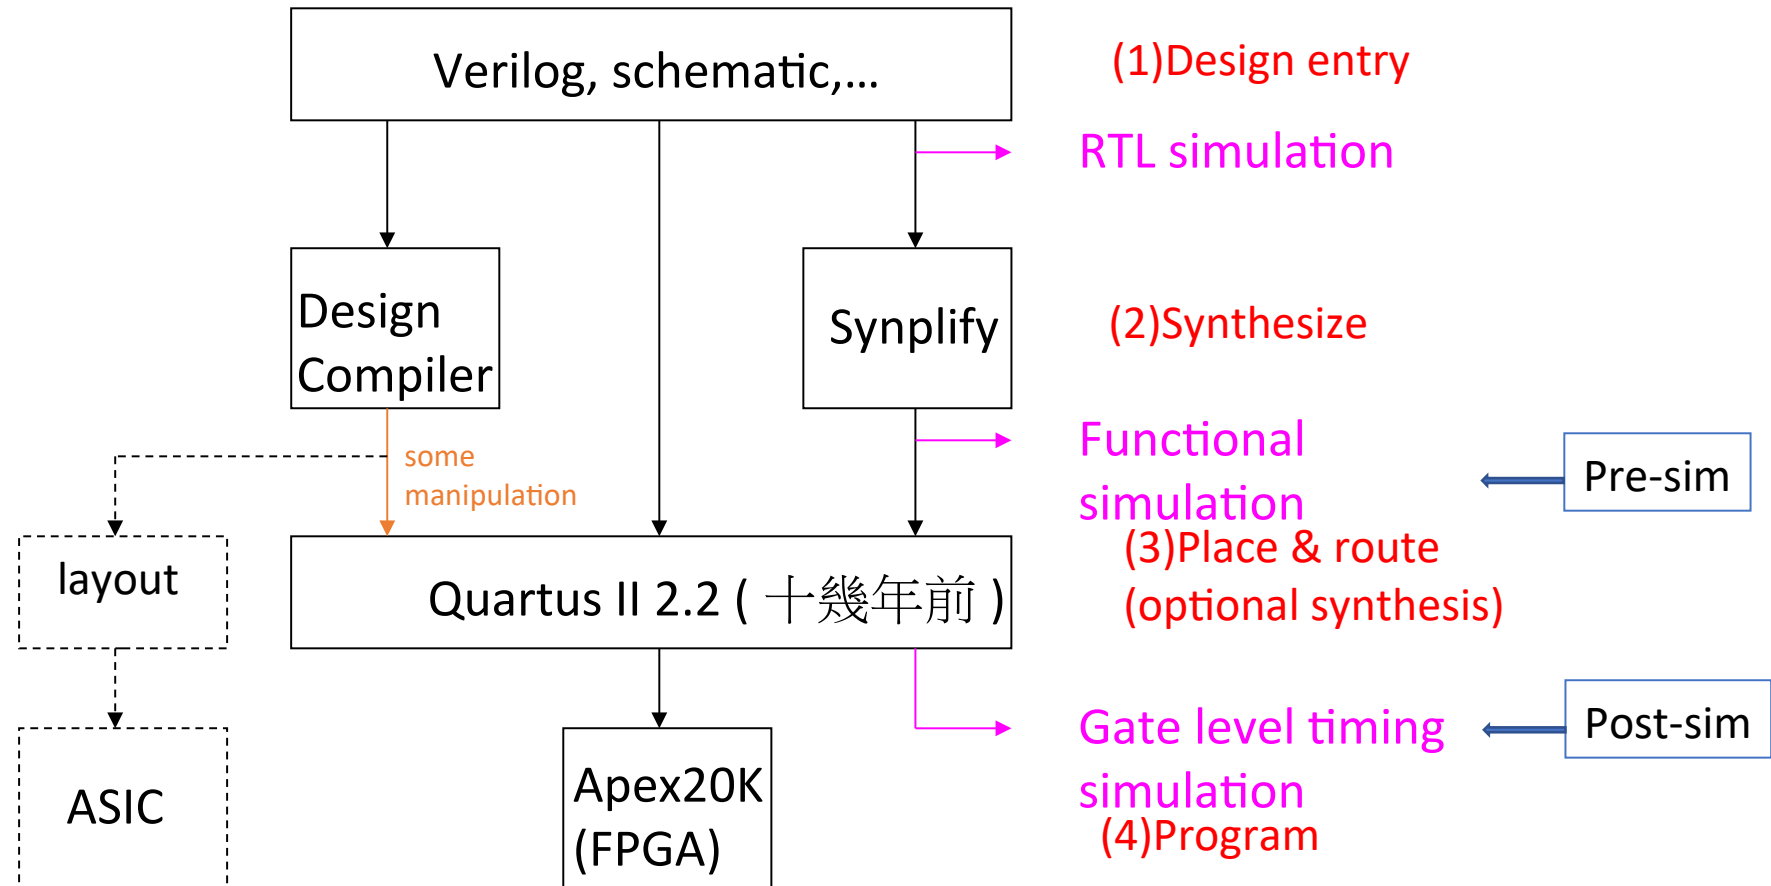 Verilog, schematic,...
(1)Design entry
RTL simulation
Design
Compiler
Synplify
(2)Synthesize
some
manipulation
Functional
simulation
Pre-sim
layout
Quartus II 2.2 ( 十幾年前 )
(3)Place & route
(optional synthesis)
ASIC
Apex20K
(FPGA)
Gate level timing
simulation
Post-sim
(4)Program